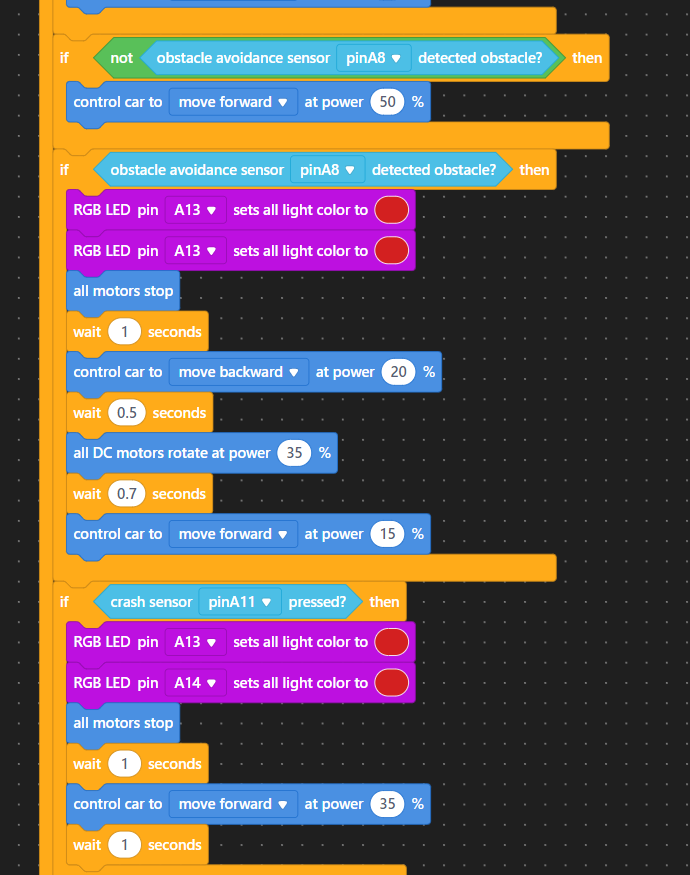 if not obstacle avoidance sensor pinA8 detected obstacle? then
control car to move forward at power 50 %
if obstacle avoidance sensor pinA8 detected obstacle? then
RGB LED pin A13 sets all light color to
RGB LED pin A13 sets all light color to
all motors stop
wait 1 seconds
control car to move backward at power 20 %
wait 0.5 seconds
all DC motors rotate at power 35 %
wait 0.7 seconds
control car to move forward at power 15 %
if crash sensor pinA11 pressed? then
RGB LED pin A13 sets all light color to
RGB LED pin A14 sets all light color to
all motors stop
wait 1 seconds
control car to move forward at power 35 %
wait 1 seconds